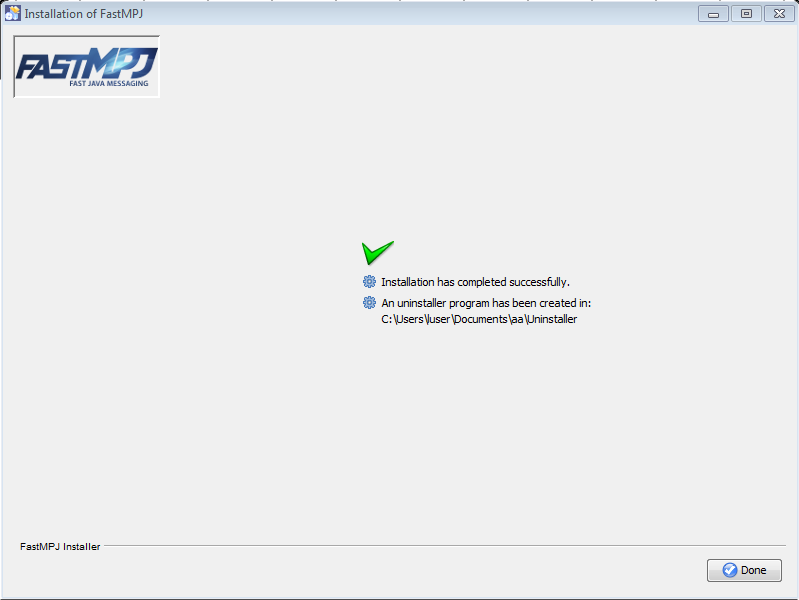 Installation of FastMPJ
FASTMPJ
FAST JAVA MESSAGING
Installation has completed successfully.
An uninstaller program has been created in:
C:\Users\luser\Documents\aa\Uninstaller
FastMPJ Installer
Done